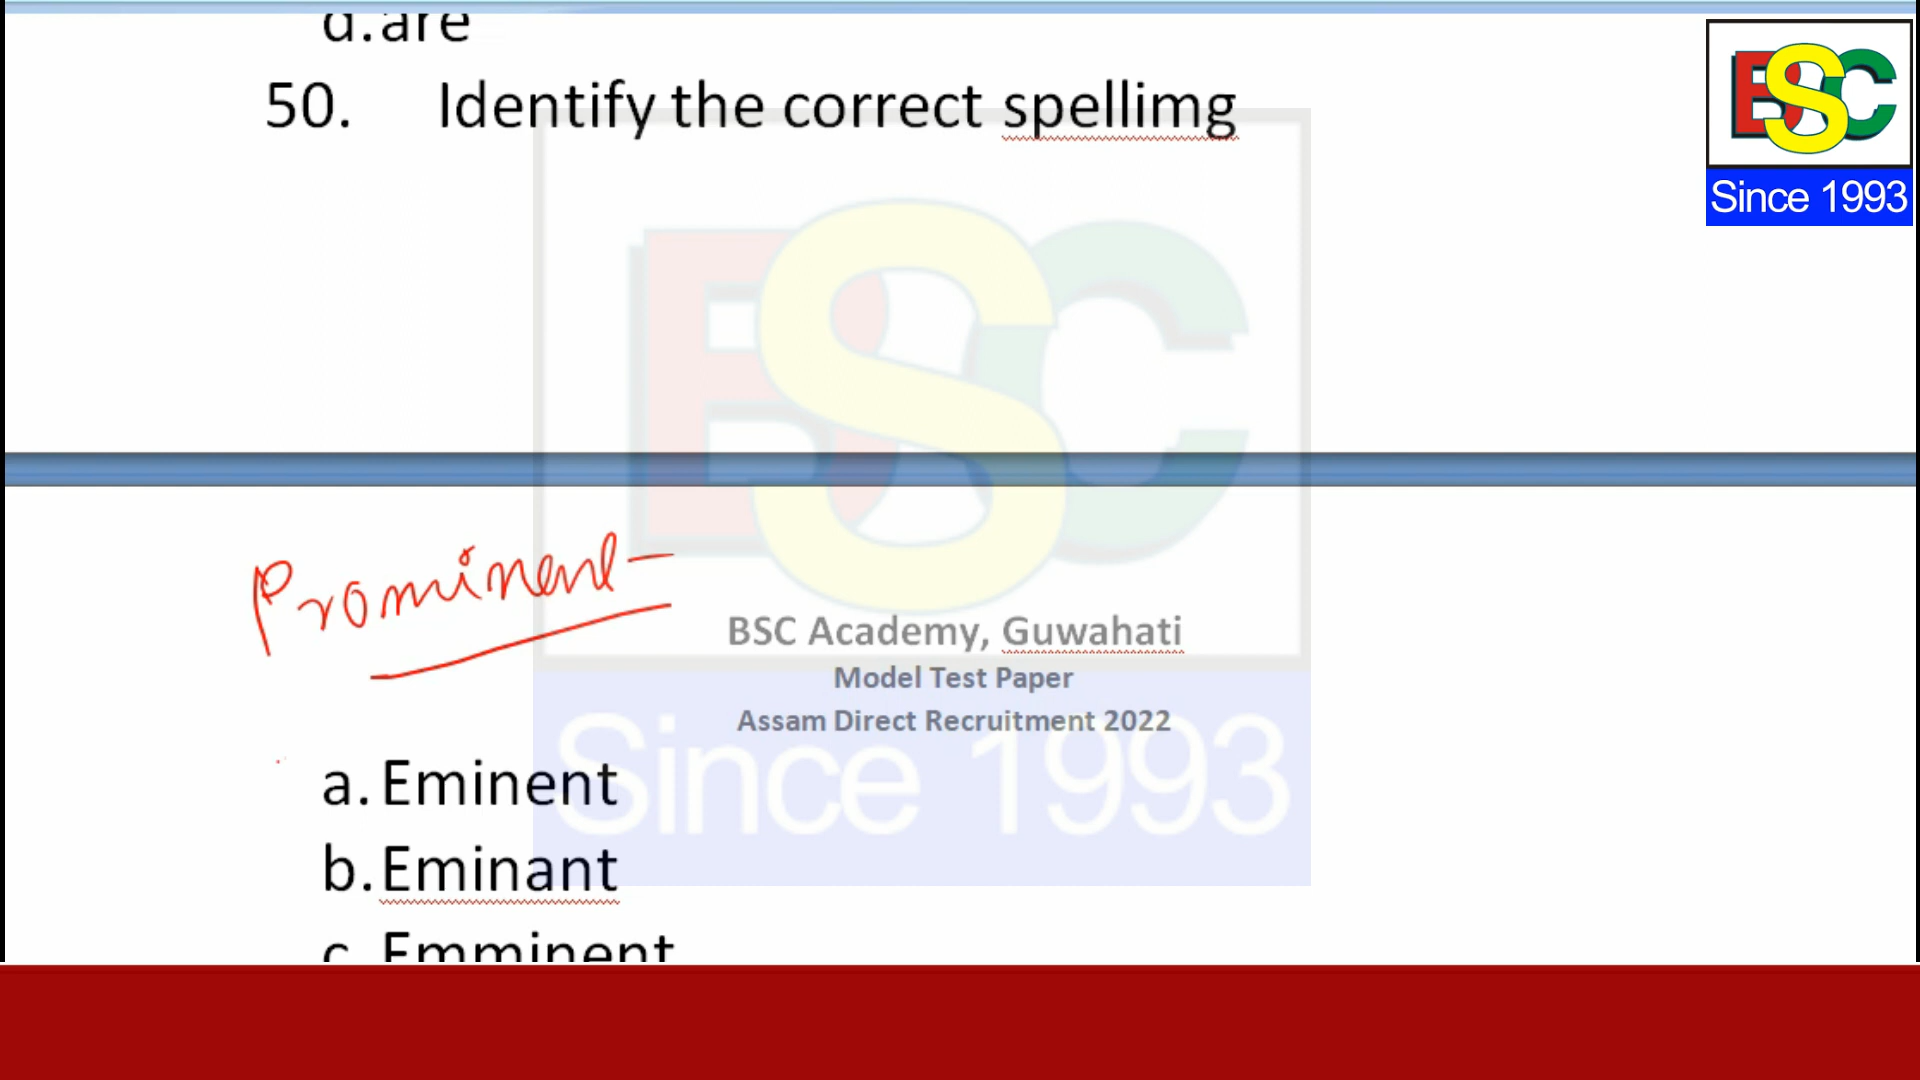 d. are
BSC
50. Identify the correct spellimg
Since 1993
BSC
Prominent
BSC Academy, Guwahati
Model Test Paper
Assam Direct Recruitment 2022
Since 1993
a. Eminent
b. Eminant
c. Emminent